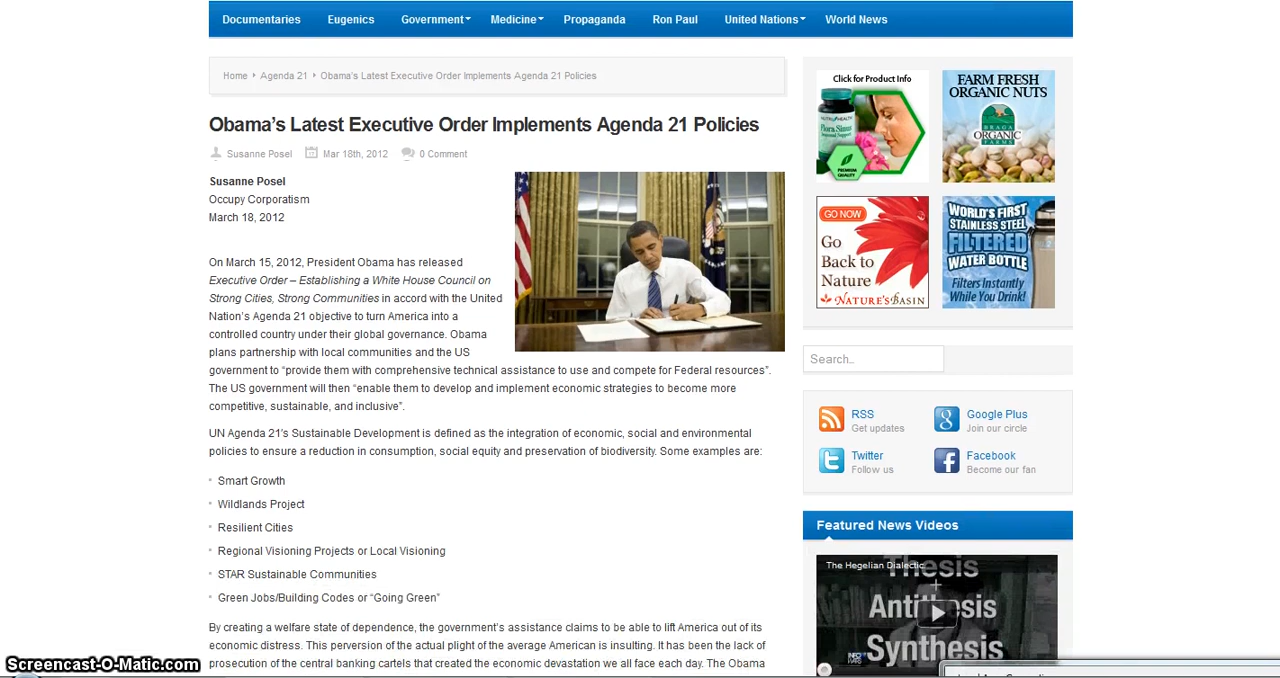 Documentaries Eugenics Government Medicine Propaganda Ron Paul United Nations World News
Home Agenda 21 Obama's Latest Executive Order Implements Agenda 21 Policies
Obama's Latest Executive Order Implements Agenda 21 Policies
Susanne Posel Mar 18th, 2012 0 Comment
Susanne Posel
Occupy Corporatism
March 18, 2012
On March 15, 2012, President Obama has released
Executive Order – Establishing a White House Council on
Strong Cities, Strong Communities in accord with the United
Nation's Agenda 21 objective to turn America into a
controlled country under their global governance. Obama
plans partnership with local communities and the US
government to “provide them with comprehensive technical assistance to use and compete for Federal resources”.
The US government will then “enable them to develop and implement economic strategies to become more
competitive, sustainable, and inclusive”.
UN Agenda 21's Sustainable Development is defined as the integration of economic, social and environmental
policies to ensure a reduction in consumption, social equity and preservation of biodiversity. Some examples are:
Smart Growth
Wildlands Project
Resilient Cities
Regional Visioning Projects or Local Visioning
STAR Sustainable Communities
Green Jobs/Building Codes or “Going Green”
By creating a welfare state of dependence, the government's assistance claims to be able to lift America out of its
economic distress. This perversion of the actual plight of the average American is insulting. It has been the lack of
prosecution of the central banking cartels that created the economic devastation we all face each day. The Obama
Click for Product Info
Flora Sinus
PREMIUM
QUALITY
FARM FRESH
ORGANIC NUTS
BRAGA
ORGANIC
FARMS
GO NOW
Go
Back to
Nature
NATURE'S BASIN
WORLD'S FIRST
STAINLESS STEEL
FILTERED
WATER BOTTLE
Filters Instantly
While You Drink!
Search..
RSS
Get updates
Google Plus
Join our circle
Twitter
Follow us
Facebook
Become our fan
Featured News Videos
The Hegelian Dialectic
Thesis
+
Antithesis
Synthesis
INFO
WARS
Screencast-O-Matic.com